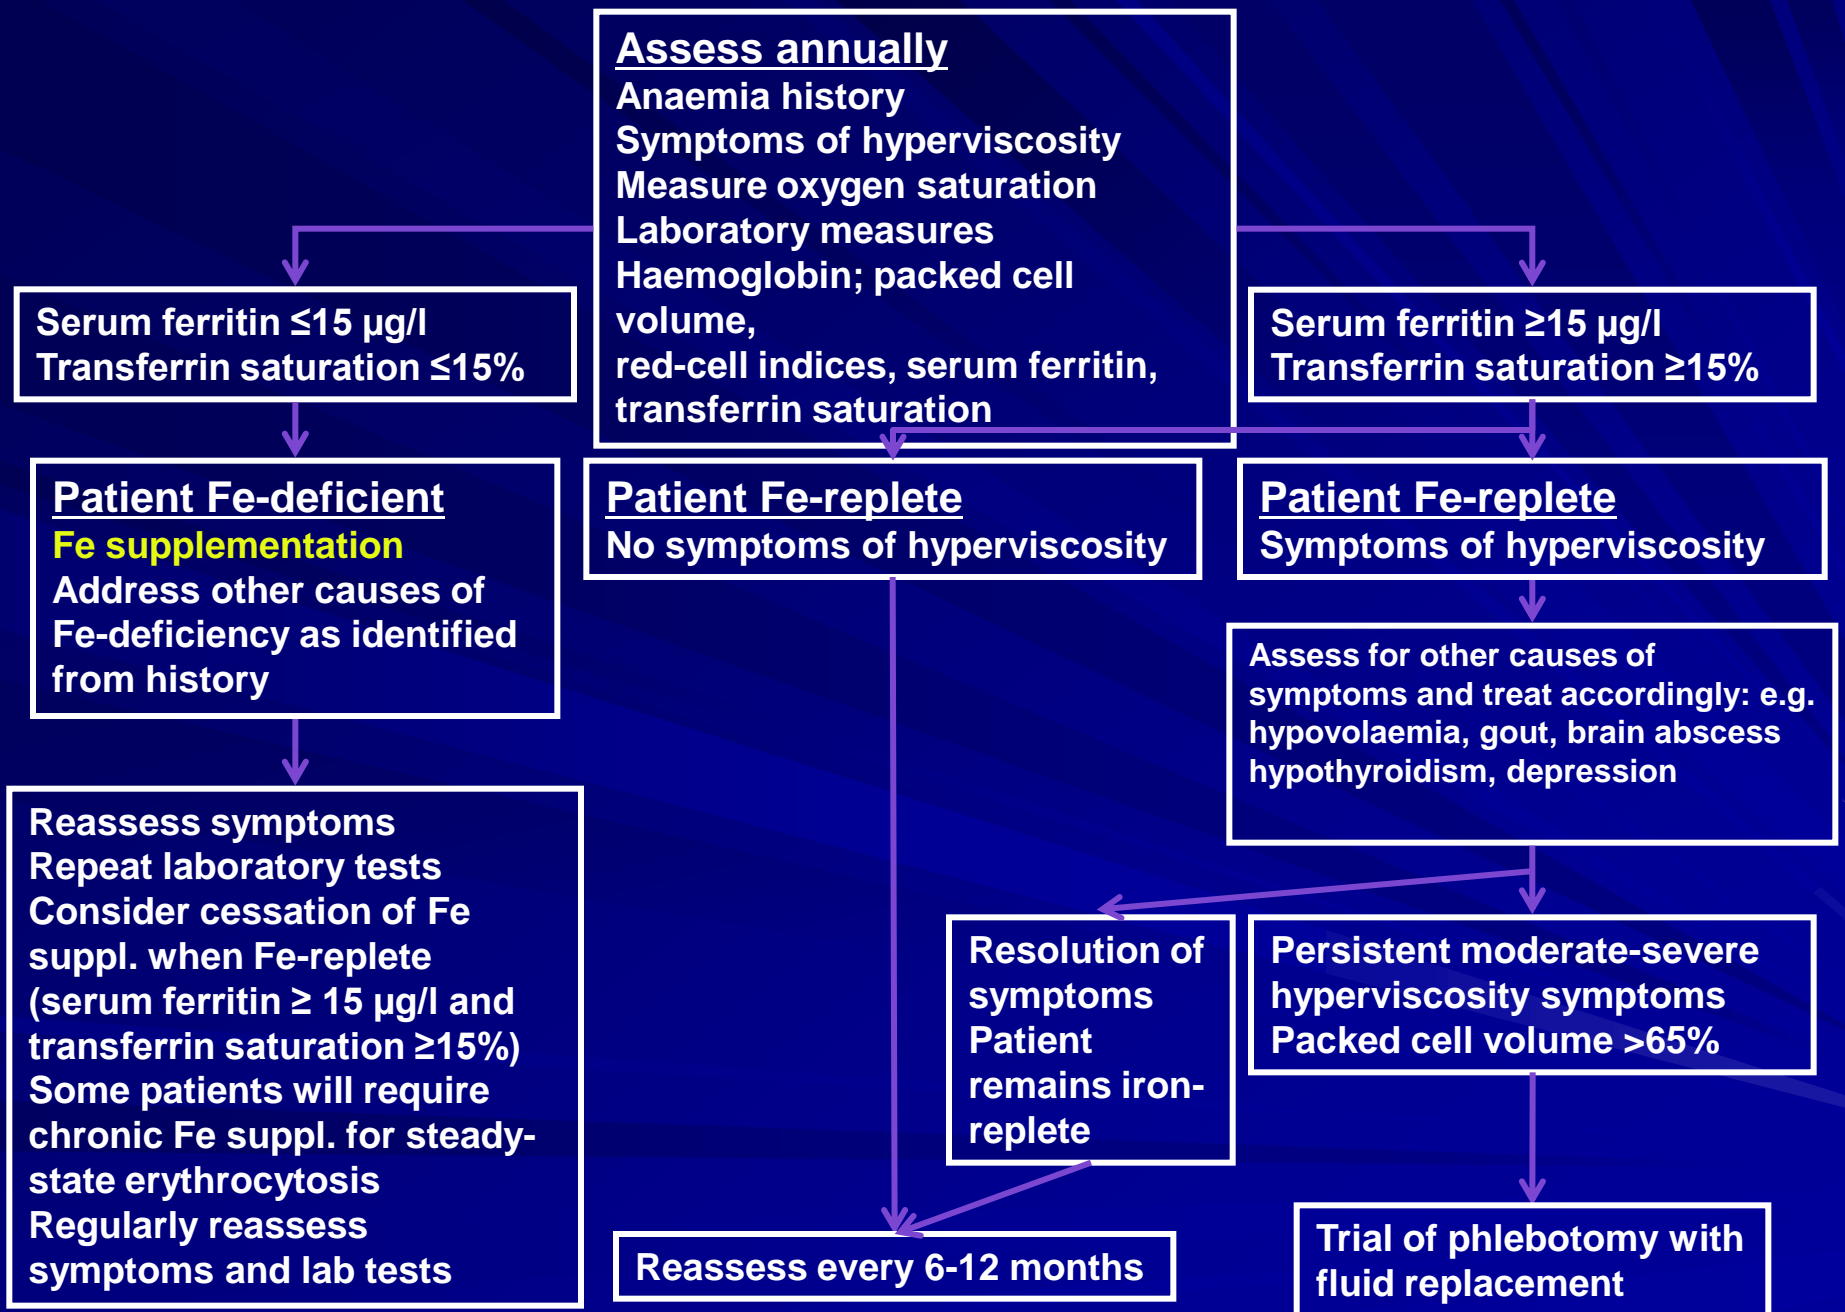 Assess annually
Anaemia history
Symptoms of hyperviscosity
Measure oxygen saturation
Laboratory measures
Haemoglobin; packed cell
volume,
red-cell indices, serum ferritin,
transferrin saturation
Serum ferritin ≤15 µg/l
Transferrin saturation ≤15%
Serum ferritin ≥15 µg/l
Transferrin saturation ≥15%
Patient Fe-deficient
Fe supplementation
Address other causes of
Fe-deficiency as identified
from history
Patient Fe-replete
No symptoms of hyperviscosity
Patient Fe-replete
Symptoms of hyperviscosity
Assess for other causes of
symptoms and treat accordingly: e.g.
hypovolaemia, gout, brain abscess
hypothyroidism, depression
Reassess symptoms
Repeat laboratory tests
Consider cessation of Fe
suppl. when Fe-replete
(serum ferritin ≥ 15 µg/l and
transferrin saturation ≥15%)
Some patients will require
chronic Fe suppl. for steady-
state erythrocytosis
Regularly reassess
symptoms and lab tests
Resolution of
symptoms
Patient
remains iron-
replete
Persistent moderate-severe
hyperviscosity symptoms
Packed cell volume >65%
Reassess every 6-12 months
Trial of phlebotomy with
fluid replacement